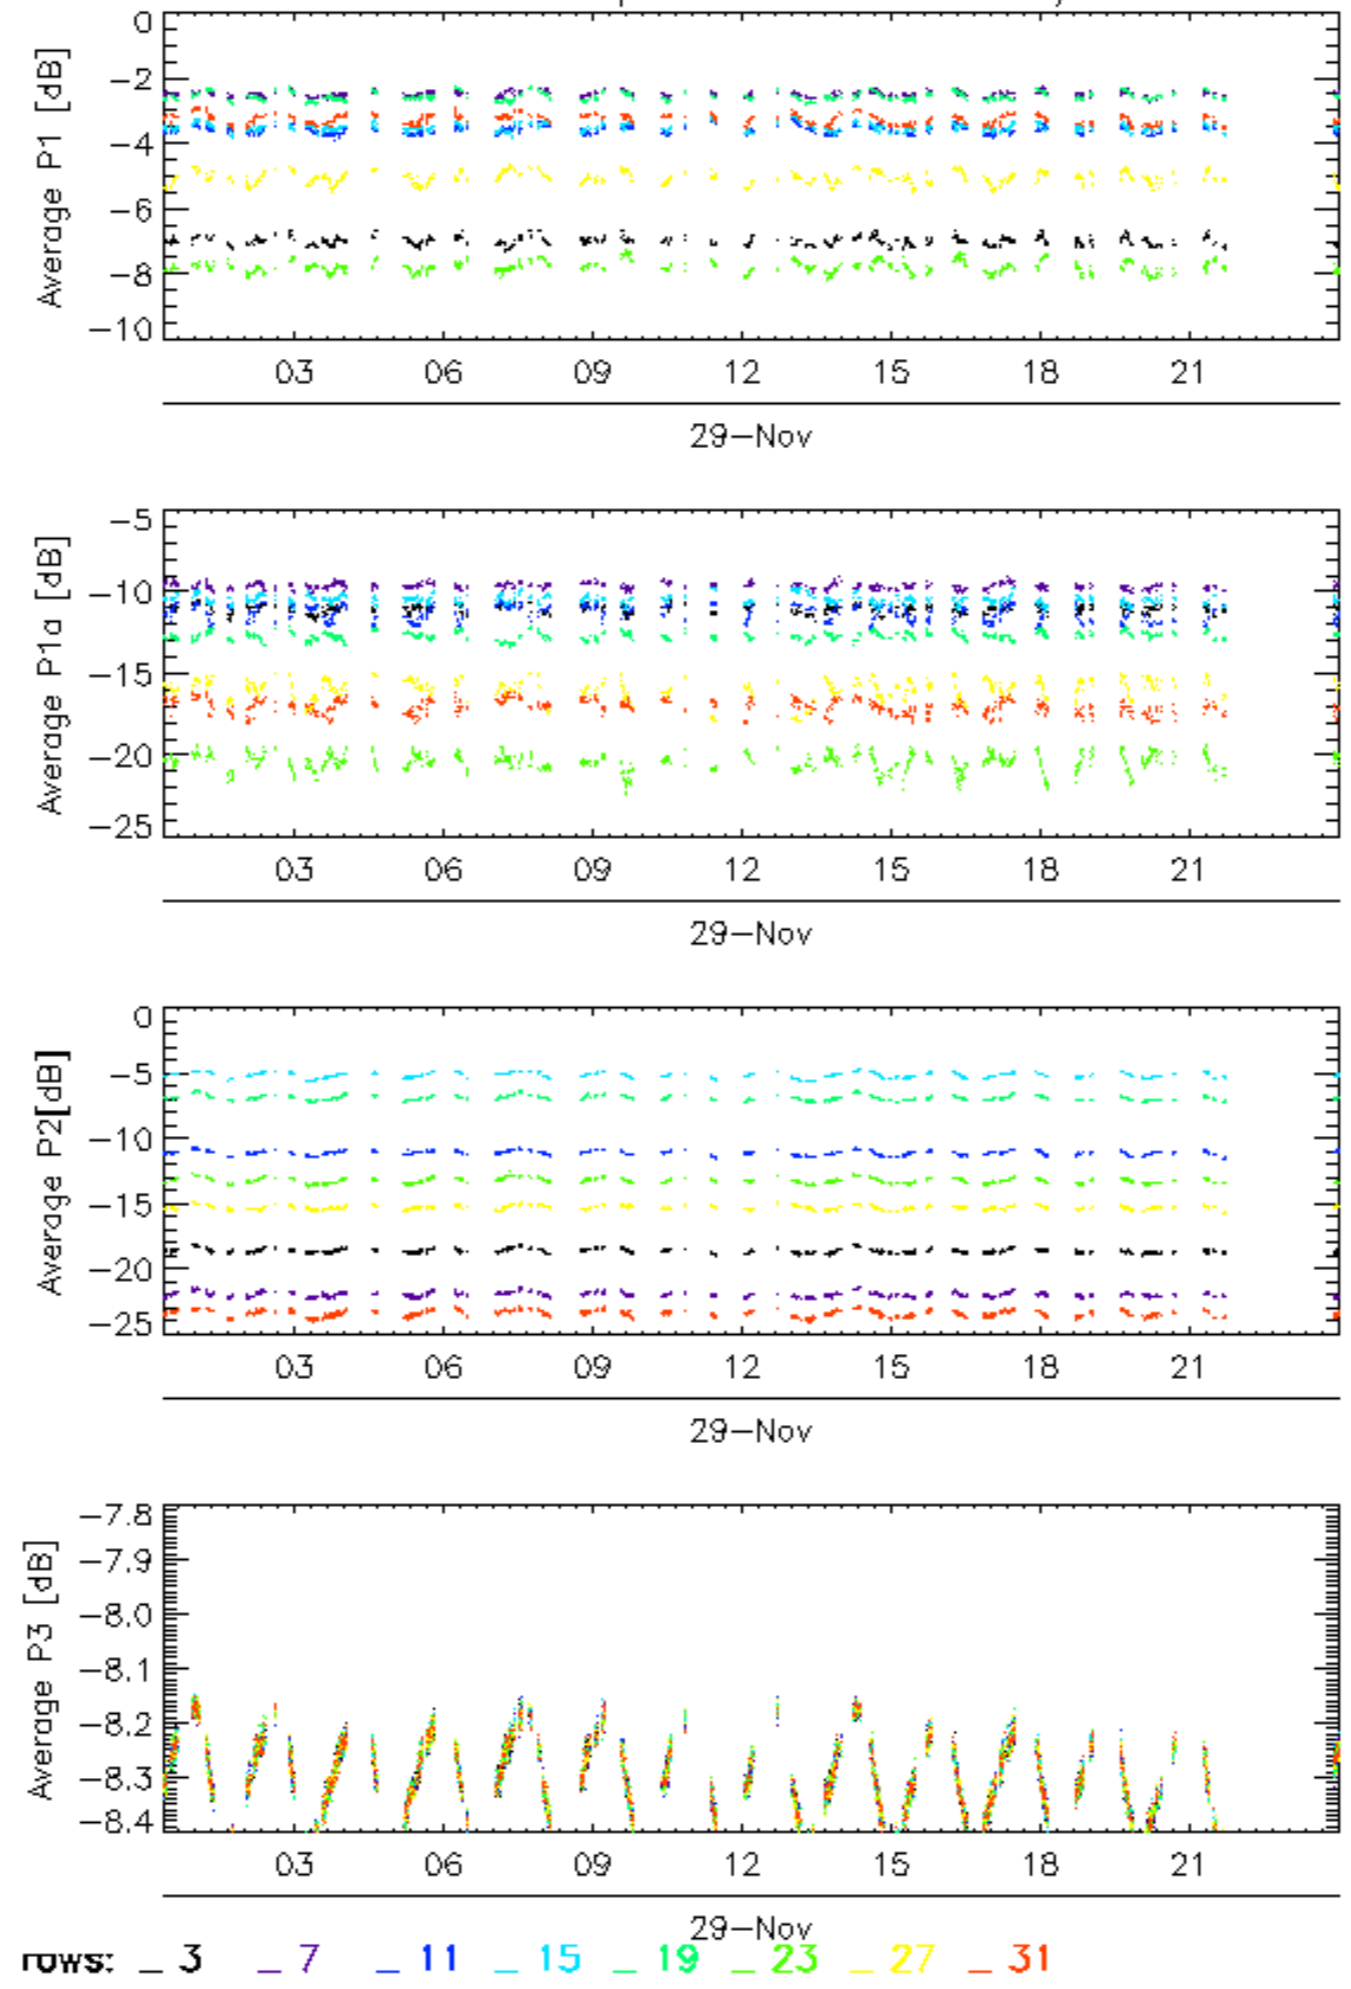 0
−2
−4
−6
−8
−10
Average P1 [dB]
03 06 09 12 15 18 21
29−Nov
−5
−10
−15
−20
−25
Average P1a [dB]
03 06 09 12 15 18 21
29−Nov
0
−5
−10
−15
−20
−25
Average P2[dB]
03 06 09 12 15 18 21
29−Nov
−7.8
−7.9
−8.0
−8.1
−8.2
−8.3
−8.4
Average P3 [dB]
03 06 09 12 15 18 21
29−Nov
rows: _ 3 _ 7 _ 11 _ 15 _ 19 _ 23 _ 27 _ 31